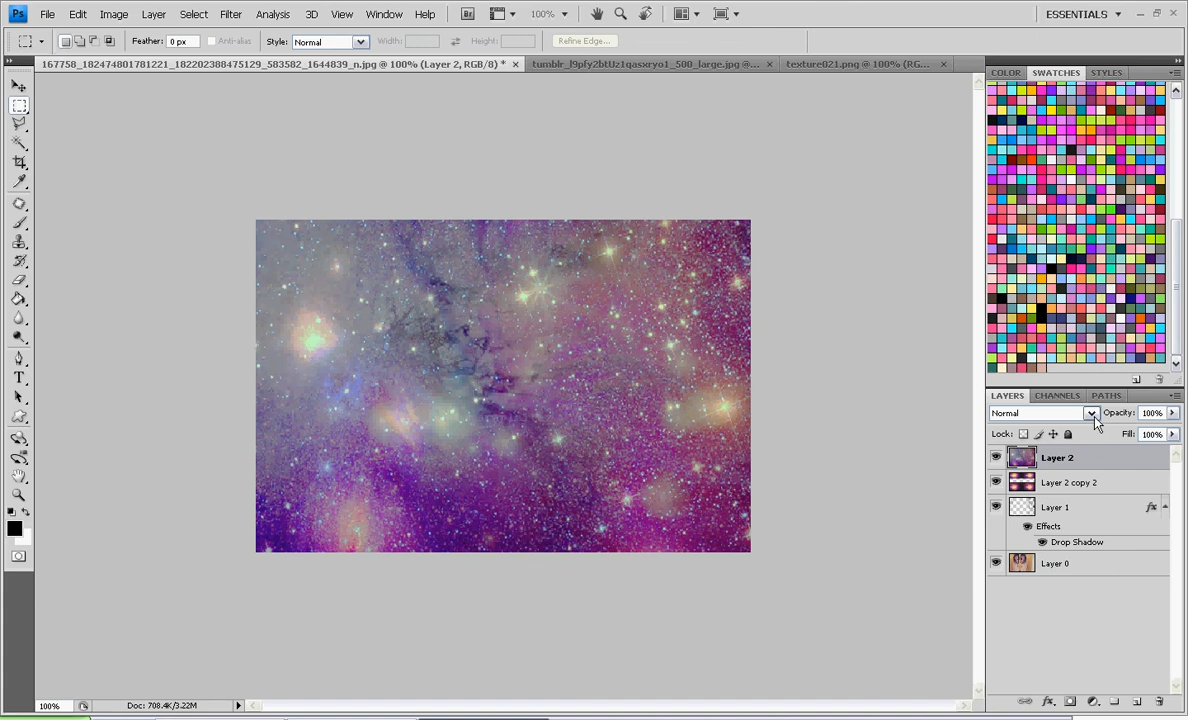 Ps File Edit Image Layer Select Filter Analysis 3D View Window Help Br 100% ESSENTIALS
Feather: 0 px Anti-alias Style: Normal Width: Height: Refine Edge...
167758_182474801781221_182202388475129_583582_1644839_n.jpg @ 100% (Layer 2, RGB/8) * tumblr_l9pfy2btUz1qasxryo1_500_large.jpg @... texture021.png @ 100% (RG...
COLOR SWATCHES STYLES
LAYERS CHANNELS PATHS
Normal Opacity: 100%
Lock: Fill: 100%
Layer 2
Layer 2 copy 2
Layer 1 fx
Effects
Drop Shadow
Layer 0
100% Doc: 708.4K/3.22M